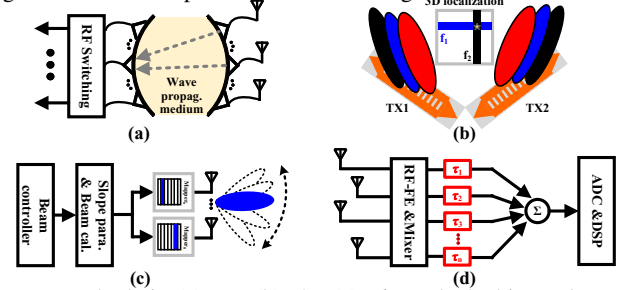 3D localization
RF Switching
Wave
propag.
medium
f1
f2
TX1
TX2
(a)
(b)
Beam
controller
Slope para.
& Beam cal.
RF-FE &Mixer
τ1
τ2
τ3
τn
Σ
ADC &DSP
(c)
(d)